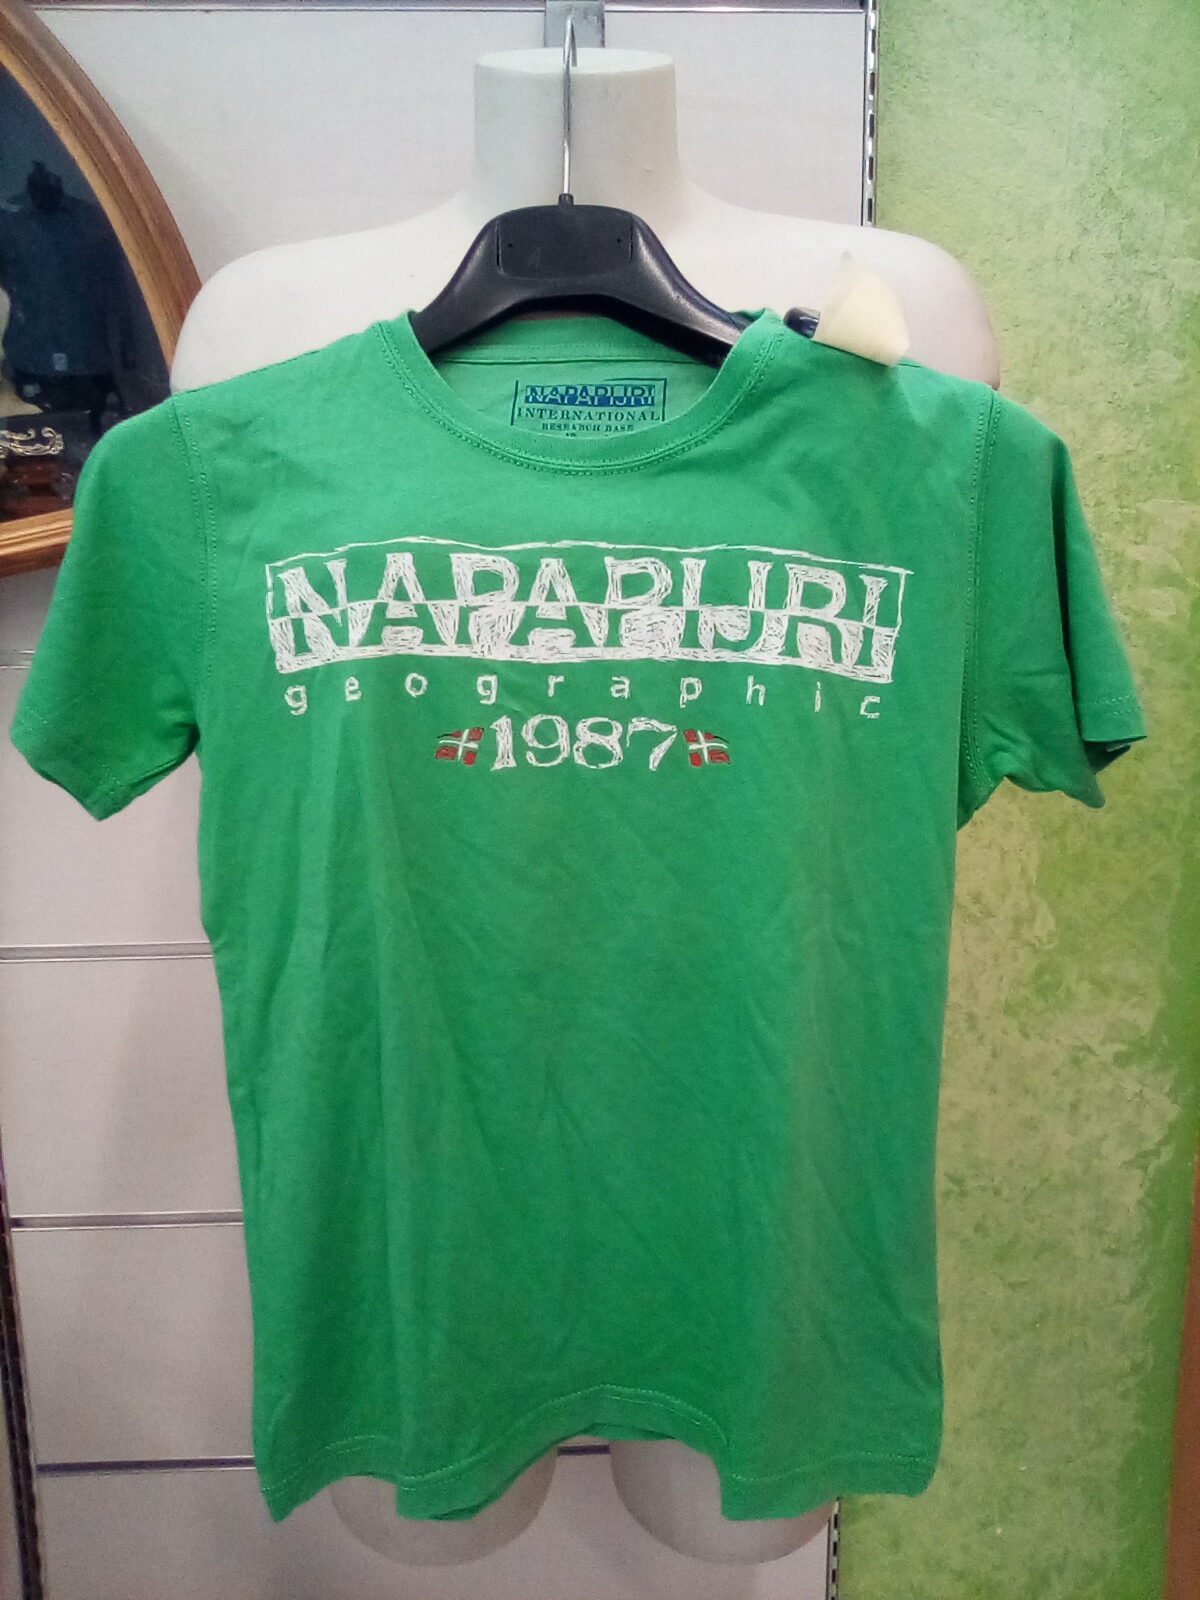 NAPAPIJRI
INTERNATIONAL
RESEARCH BASE
NAPAPIJRI
geographic
1987